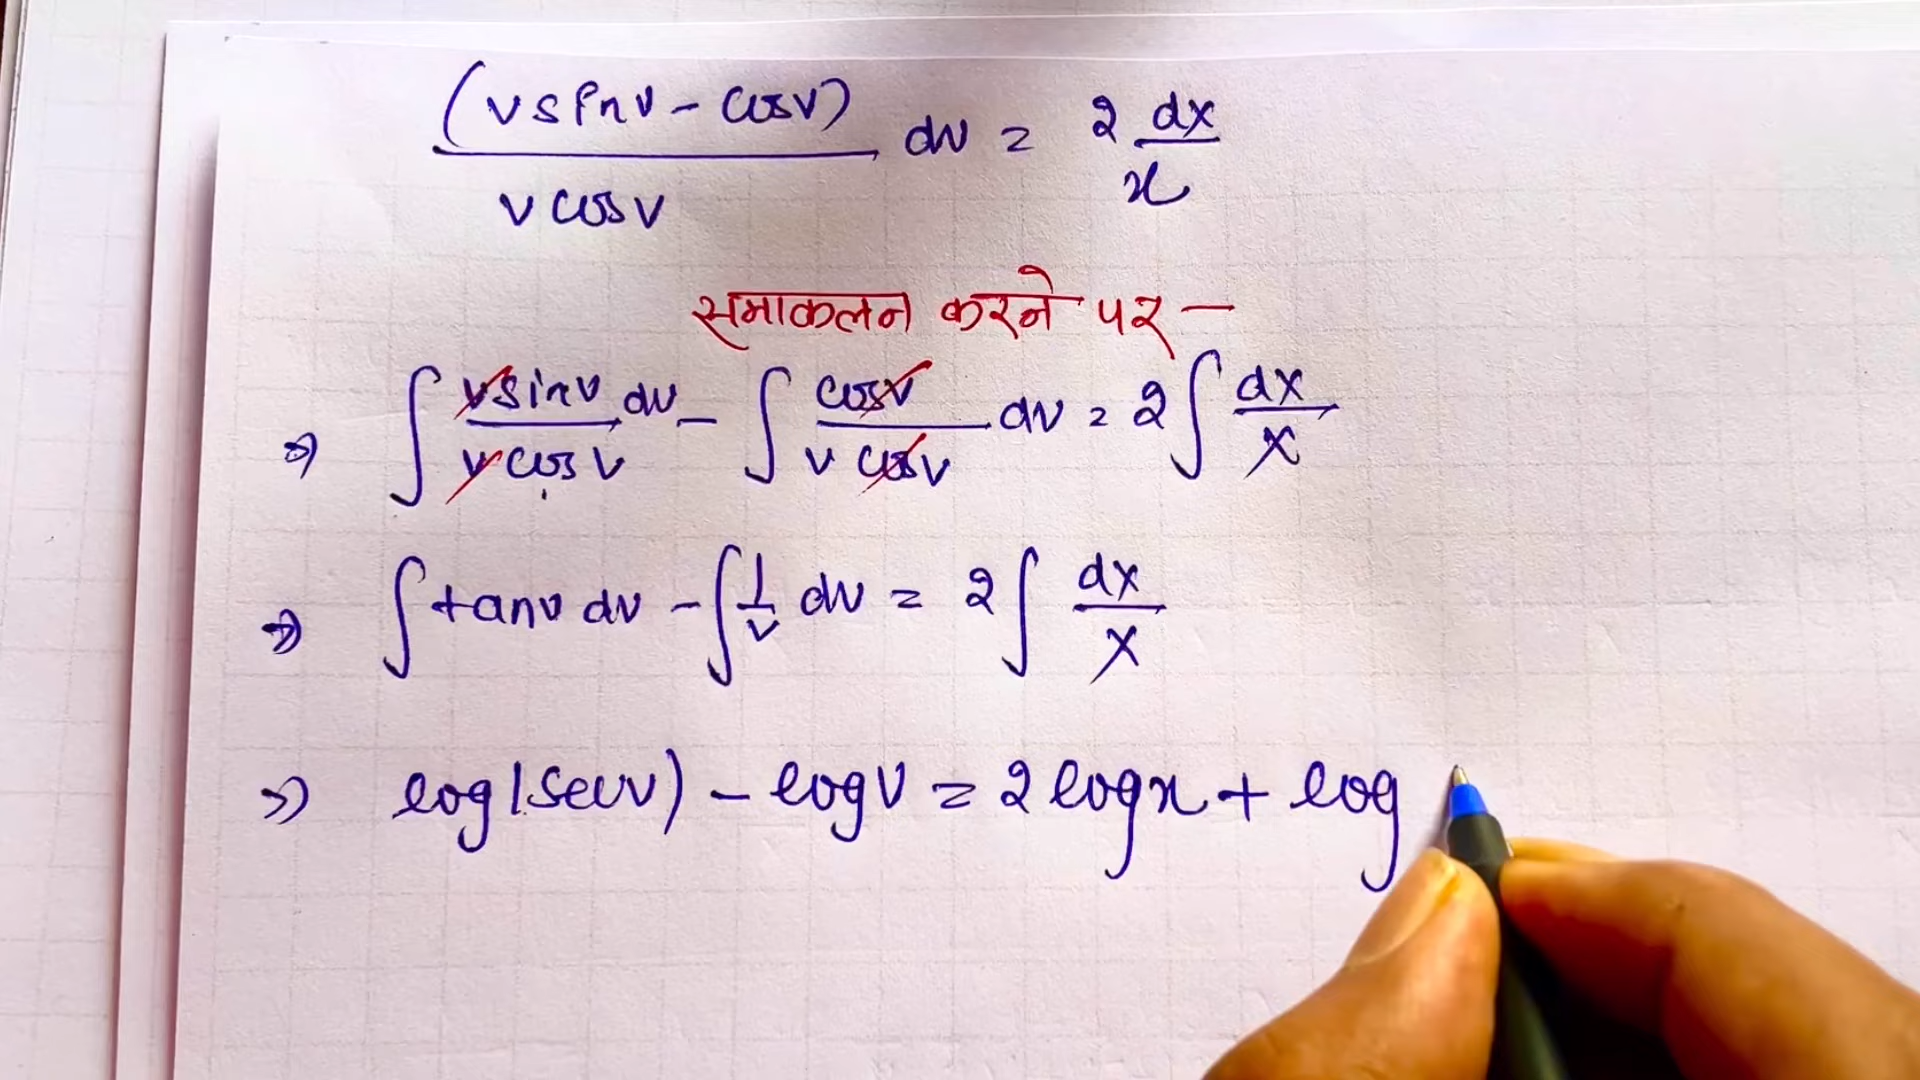 (v sin v - cos v) / v cos v dv = 2 dx/x
समाकलन करने पर —
⇒ ∫ v sin v / v cos v dv - ∫ cos v / v cos v dv = 2 ∫ dx/x
⇒ ∫ tan v dv - ∫ 1/v dv = 2 ∫ dx/x
⇒ log(sec v) - log v = 2 log x + log